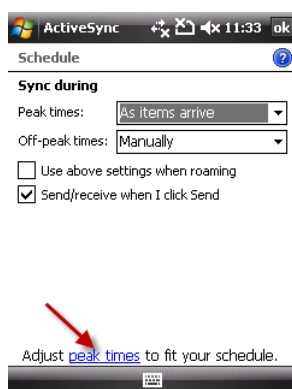 ActiveSync 11:33 ok
Schedule ?
Sync during
Peak times: As items arrive
Off-peak times: Manually
Use above settings when roaming
Send/receive when I click Send
Adjust peak times to fit your schedule.